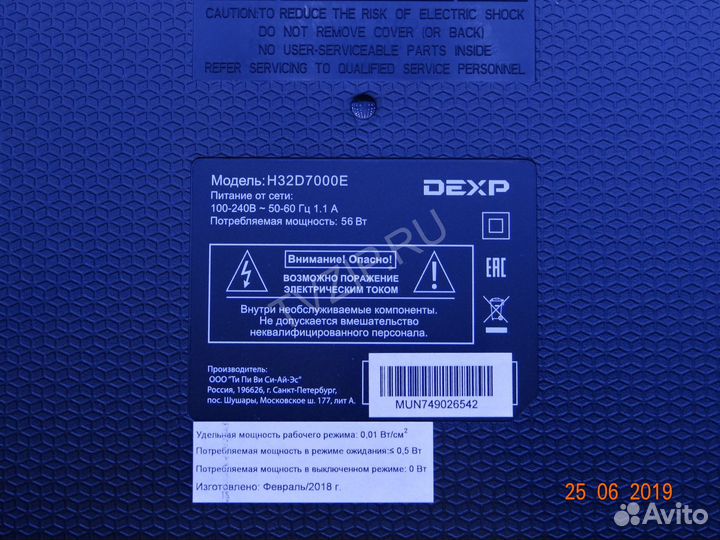 CAUTION:TO REDUCE THE RISK OF ELECTRIC SHOCK
DO NOT REMOVE COVER (OR BACK)
NO USER-SERVICEABLE PARTS INSIDE
REFER SERVICING TO QUALIFIED SERVICE PERSONNEL
Модель: H32D7000E
DEXP
Питание от сети:
100-240В ~ 50-60 Гц 1.1 А
Потребляемая мощность: 56 Вт
Внимание! Опасно!
ВОЗМОЖНО ПОРАЖЕНИЕ
ЭЛЕКТРИЧЕСКИМ ТОКОМ
Внутри необслуживаемые компоненты.
Не допускается вмешательство
неквалифицированного персонала.
EAC
TVZIP.RU
Производитель:
ООО "Ти Пи Ви Си-Ай-Эс"
Россия, 196626, г. Санкт-Петербург,
пос. Шушары, Московское ш. 177, лит А.
MUN749026542
Удельная мощность рабочего режима: 0,01 Вт/см2
Потребляемая мощность в режиме ожидания:≤ 0,5 Вт
Потребляемая мощность в выключенном режиме: 0 Вт
Изготовлено: Февраль/2018 г.
25 06 2019
Avito